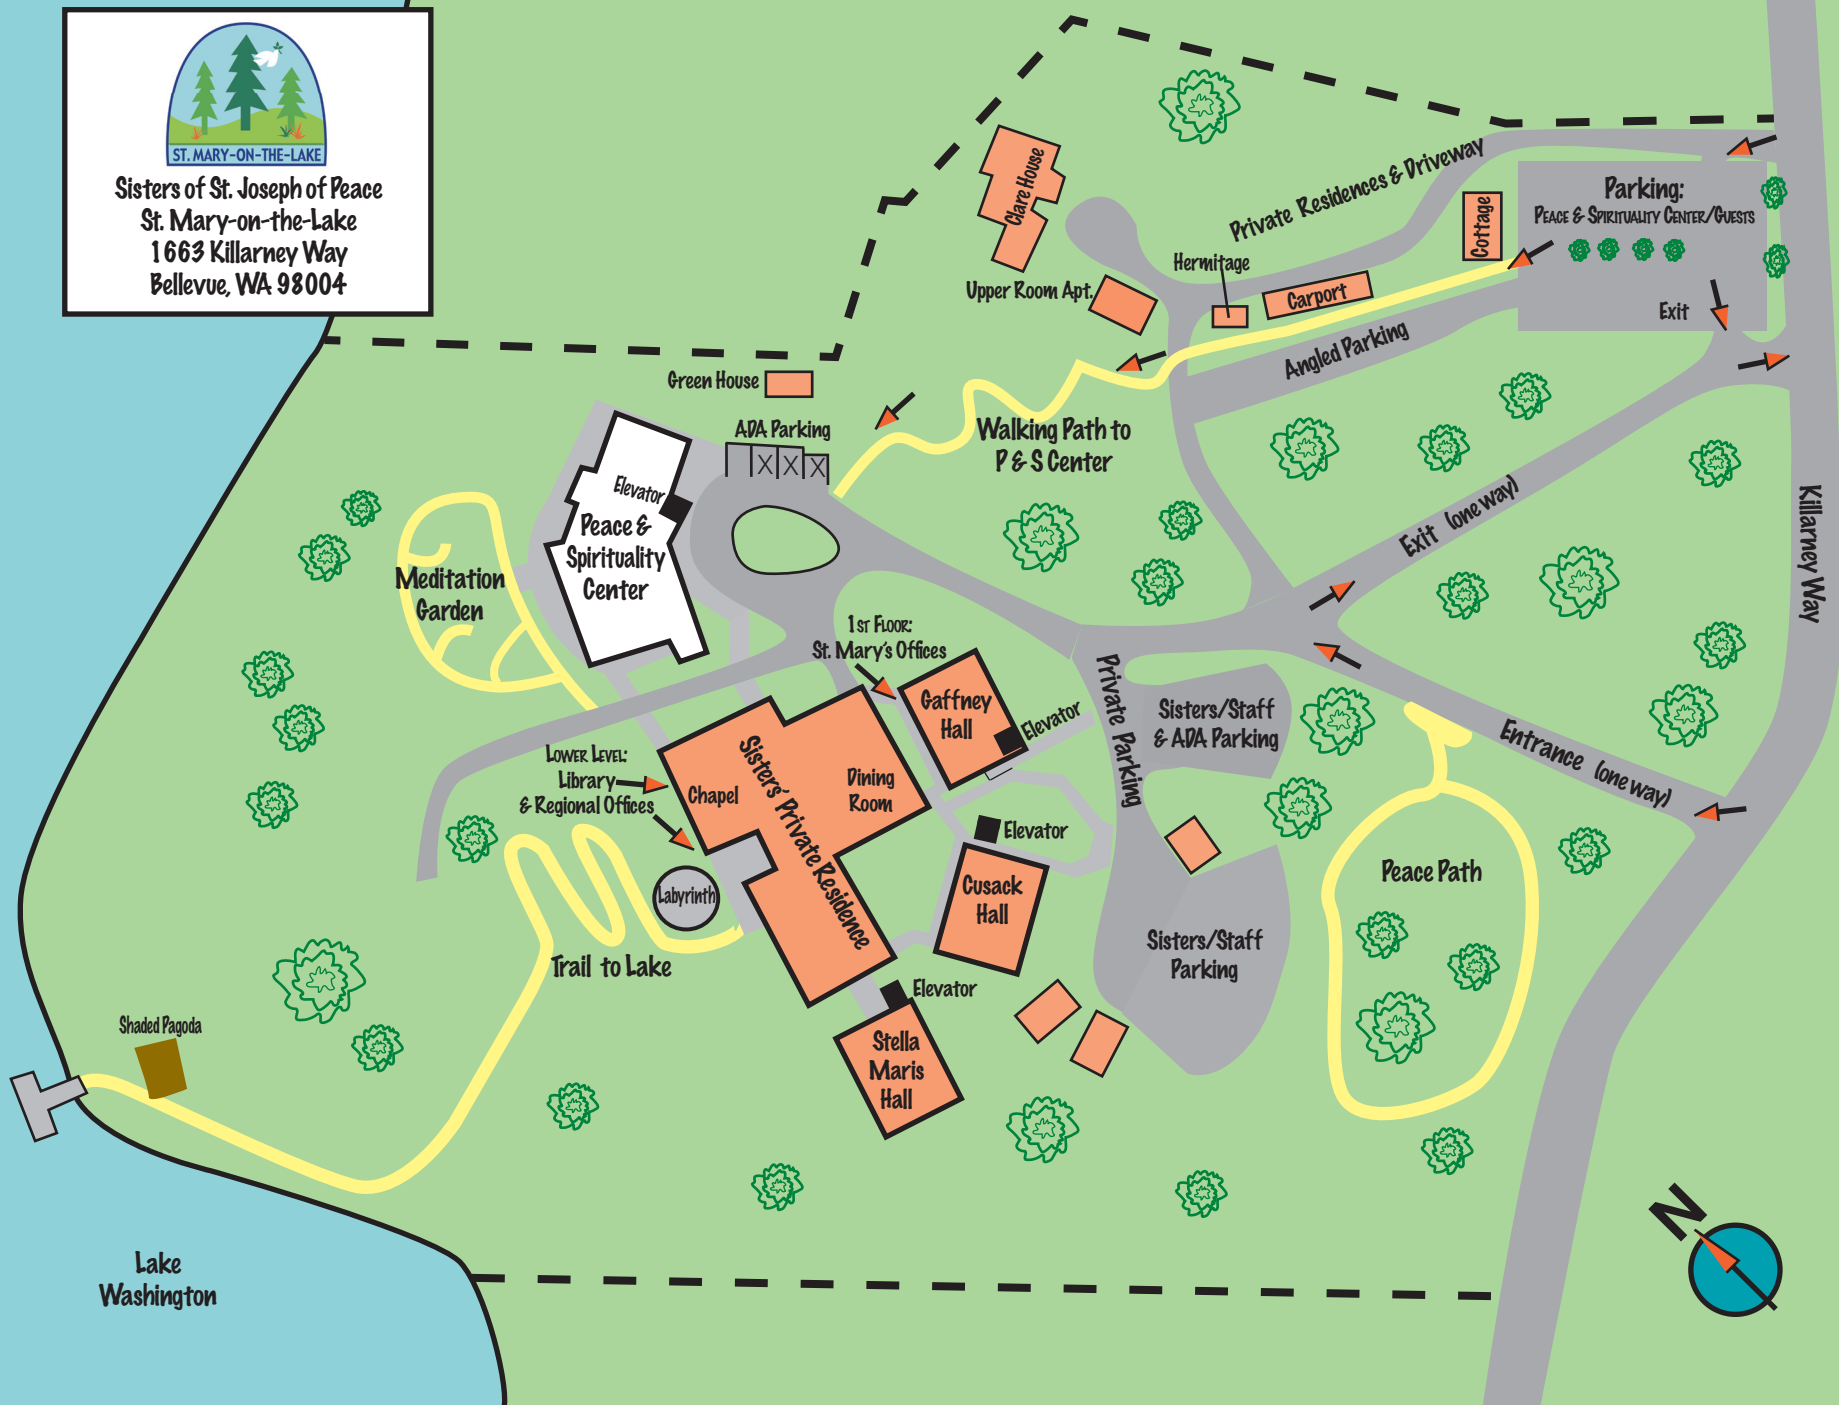 ST. MARY-ON-THE-LAKE
Sisters of St. Joseph of Peace
St. Mary-on-the-Lake
1663 Killarney Way
Bellevue, WA 98004
Clare House
Private Residences & Driveway
Cottage
Parking:
PEACE & SPIRITUALITY CENTER/GUESTS
Hermitage
Upper Room Apt.
Carport
Exit
Angled Parking
Green House
ADA Parking
X X X
Walking Path to
P & S Center
Elevator
Peace &
Spirituality
Center
Exit (one way)
Killarney Way
Meditation
Garden
1ST FLOOR:
St. Mary's Offices
Gaffney
Hall
Elevator
Private Parking
Sisters/Staff
& ADA Parking
Entrance (one way)
LOWER LEVEL:
Library
& Regional Offices
Chapel
Sisters' Private Residence
Dining
Room
Elevator
Labyrinth
Cusack
Hall
Peace Path
Sisters/Staff
Parking
Trail to Lake
Elevator
Shaded Pagoda
Stella
Maris
Hall
Lake
Washington
N